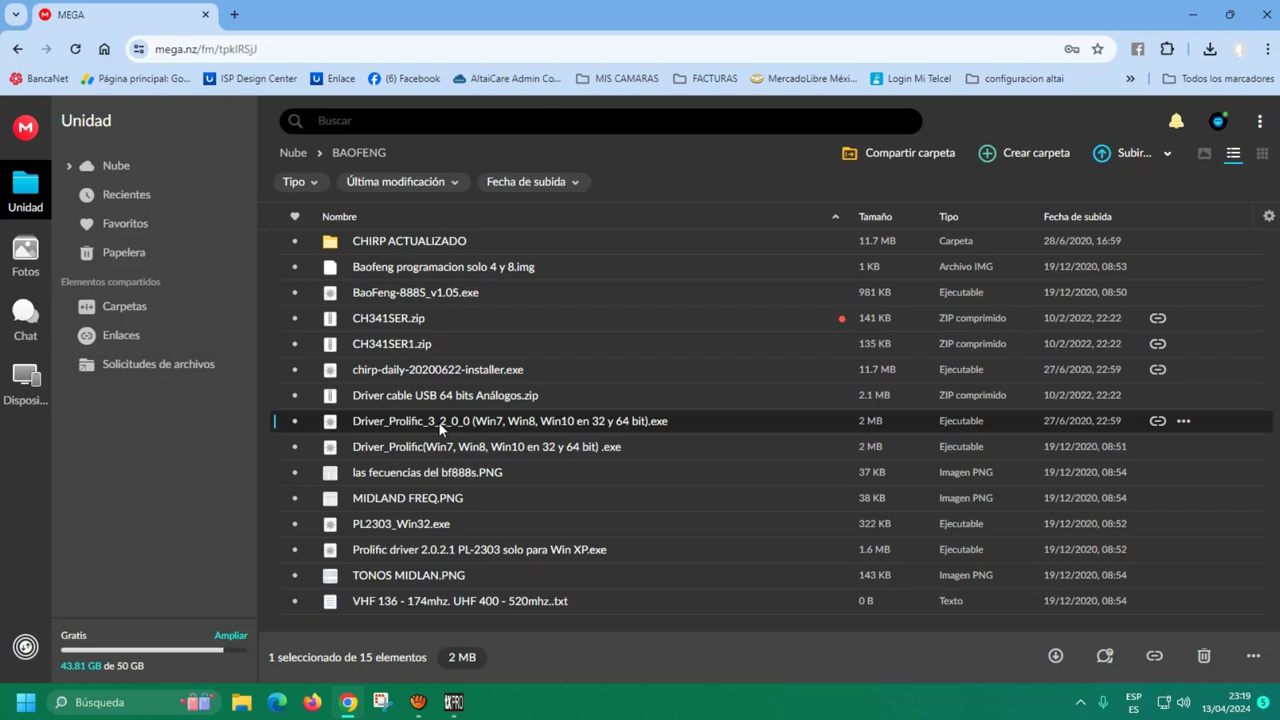 MEGA
mega.nz/fm/tpklRSjJ
BancaNet
Página principal: Go...
ISP Design Center
Enlace
(6) Facebook
AltaiCare Admin Co...
MIS CAMARAS
FACTURAS
MercadoLibre Méxi...
Login Mi Telcel
configuracion altai
»
Todos los marcadores
Unidad
Buscar
Nube > BAOFENG
Compartir carpeta
Crear carpeta
Subir...
Tipo
Última modificación
Fecha de subida
Nube
Recientes
Favoritos
Papelera
Elementos compartidos
Carpetas
Enlaces
Solicitudes de archivos
Unidad
Fotos
Chat
Disposi...
Nombre Tamaño Tipo Fecha de subida
CHIRP ACTUALIZADO 11.7 MB Carpeta 28/6/2020, 16:59
Baofeng programacion solo 4 y 8.img 1 KB Archivo IMG 19/12/2020, 08:53
BaoFeng-888S_v1.05.exe 981 KB Ejecutable 19/12/2020, 08:50
CH341SER.zip 141 KB ZIP comprimido 10/2/2022, 22:22
CH341SER1.zip 135 KB ZIP comprimido 10/2/2022, 22:22
chirp-daily-20200622-installer.exe 11.7 MB Ejecutable 27/6/2020, 22:59
Driver cable USB 64 bits Análogos.zip 2.1 MB ZIP comprimido 19/12/2020, 08:52
Driver_Prolific_3_2_0_0 (Win7, Win8, Win10 en 32 y 64 bit).exe 2 MB Ejecutable 27/6/2020, 22:59
Driver_Prolific(Win7, Win8, Win10 en 32 y 64 bit) .exe 2 MB Ejecutable 19/12/2020, 08:51
las fecuencias del bf888s.PNG 37 KB Imagen PNG 19/12/2020, 08:54
MIDLAND FREQ.PNG 38 KB Imagen PNG 19/12/2020, 08:54
PL2303_Win32.exe 322 KB Ejecutable 19/12/2020, 08:52
Prolific driver 2.0.2.1 PL-2303 solo para Win XP.exe 1.6 MB Ejecutable 19/12/2020, 08:52
TONOS MIDLAN.PNG 143 KB Imagen PNG 19/12/2020, 08:54
VHF 136 - 174mhz. UHF 400 - 520mhz..txt 0 B Texto 19/12/2020, 08:54
Gratis Ampliar
43.81 GB de 50 GB
1 seleccionado de 15 elementos 2 MB
Búsqueda
PRO
ESP
ES
23:19
13/04/2024